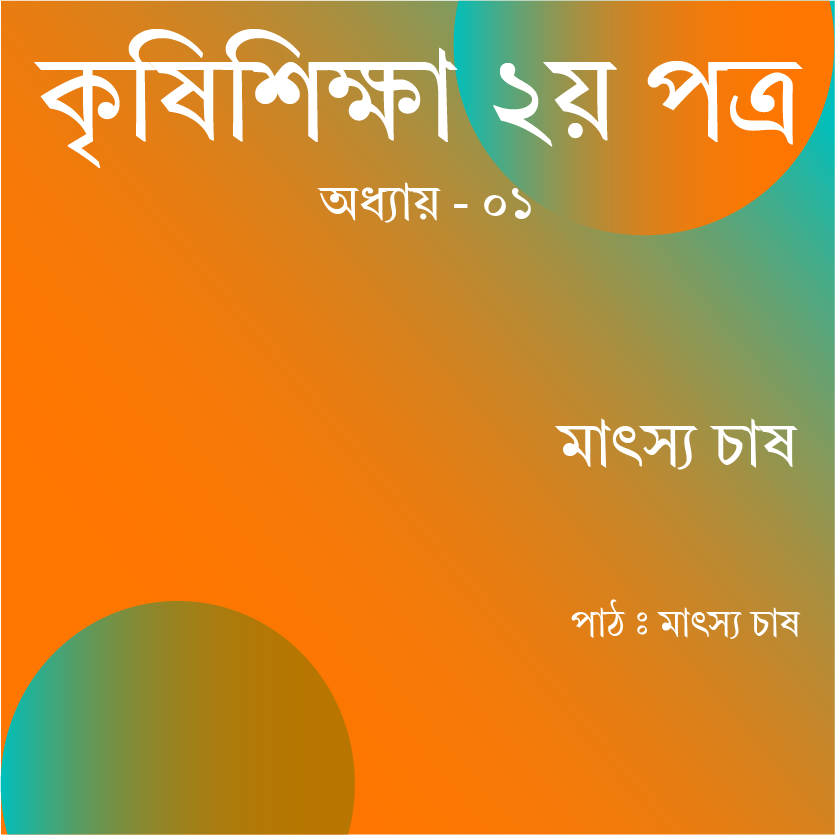 কৃষিশিক্ষা ২য় পত্র
অধ্যায় - ০১
মাৎস্য চাষ
পাঠ ঃ মাৎস্য চাষ